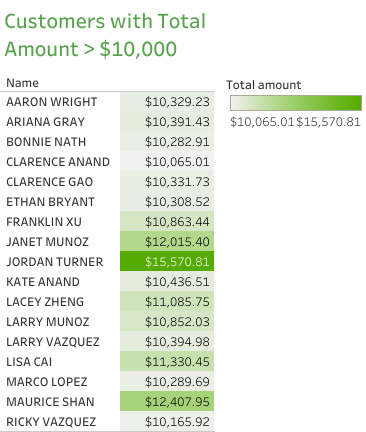 Customers with Total
Amount > $10,000
Name
Total amount
$10,065.01 $15,570.81
AARON WRIGHT $10,329.23
ARIANA GRAY $10,391.43
BONNIE NATH $10,282.91
CLARENCE ANAND $10,065.01
CLARENCE GAO $10,331.73
ETHAN BRYANT $10,308.52
FRANKLIN XU $10,863.44
JANET MUNOZ $12,015.40
JORDAN TURNER $15,570.81
KATE ANAND $10,436.51
LACEY ZHENG $11,085.75
LARRY MUNOZ $10,852.03
LARRY VAZQUEZ $10,394.98
LISA CAI $11,330.45
MARCO LOPEZ $10,289.69
MAURICE SHAN $12,407.95
RICKY VAZQUEZ $10,165.92